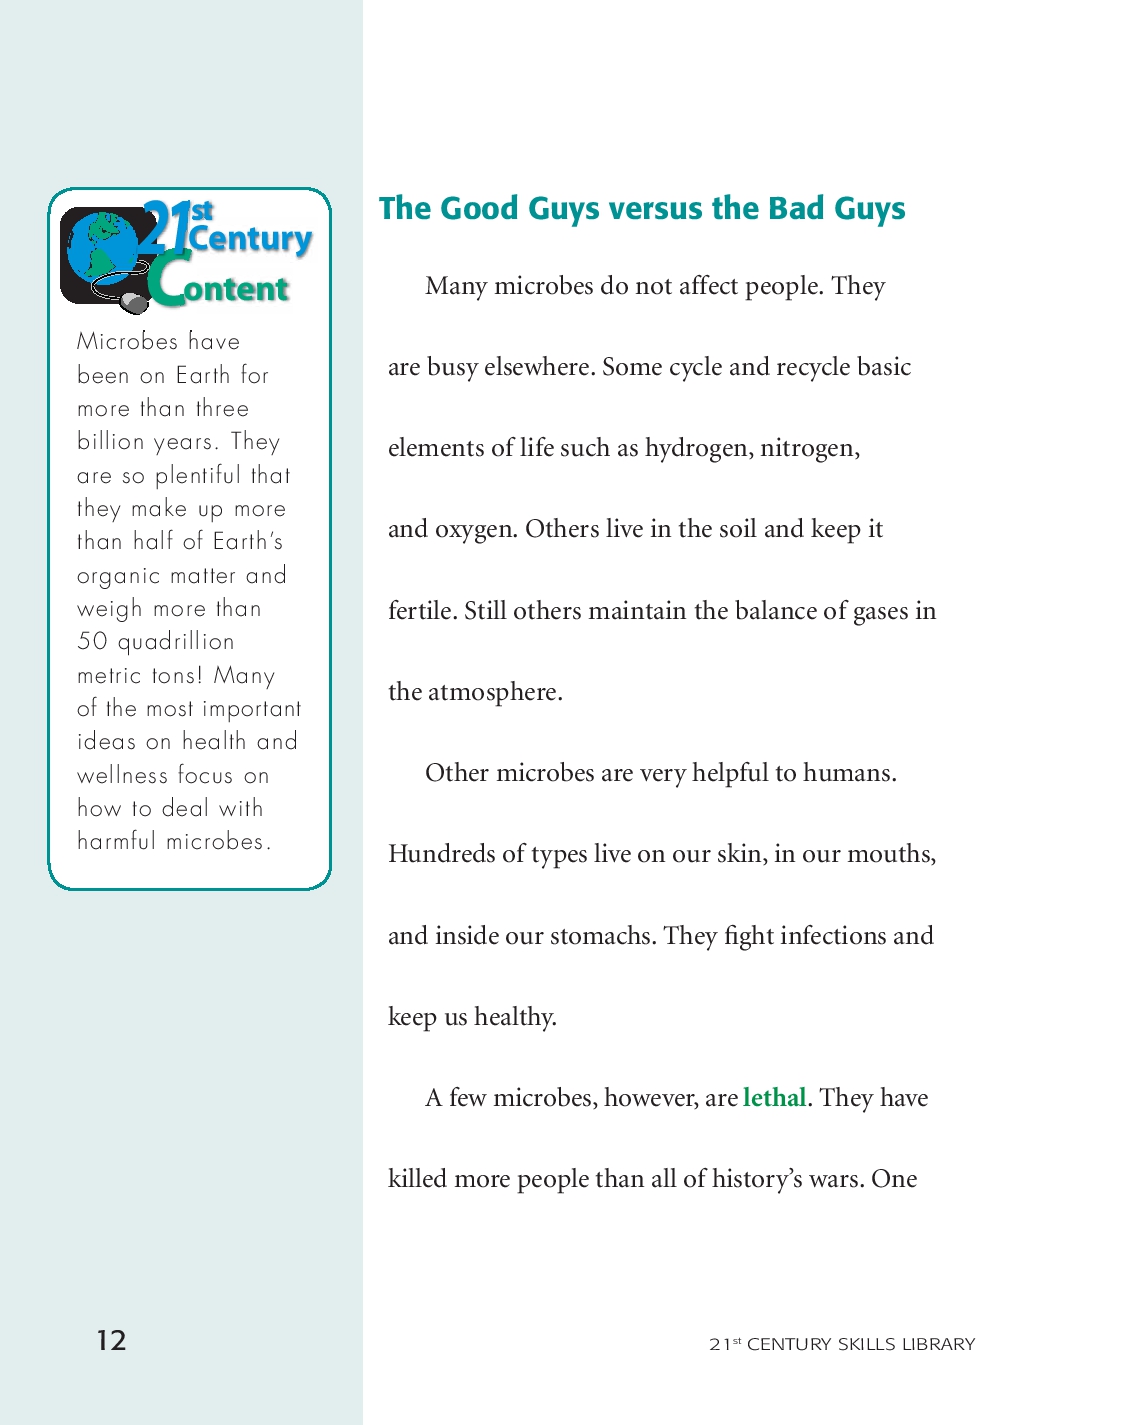 21st
Century
Content
Microbes have
been on Earth for
more than three
billion years. They
are so plentiful that
they make up more
than half of Earth’s
organic matter and
weigh more than
50 quadrillion
metric tons! Many
of the most important
ideas on health and
wellness focus on
how to deal with
harmful microbes.
The Good Guys versus the Bad Guys
Many microbes do not affect people. They
are busy elsewhere. Some cycle and recycle basic
elements of life such as hydrogen, nitrogen,
and oxygen. Others live in the soil and keep it
fertile. Still others maintain the balance of gases in
the atmosphere.
Other microbes are very helpful to humans.
Hundreds of types live on our skin, in our mouths,
and inside our stomachs. They fight infections and
keep us healthy.
A few microbes, however, are lethal. They have
killed more people than all of history’s wars. One
12
21st CENTURY SKILLS LIBRARY